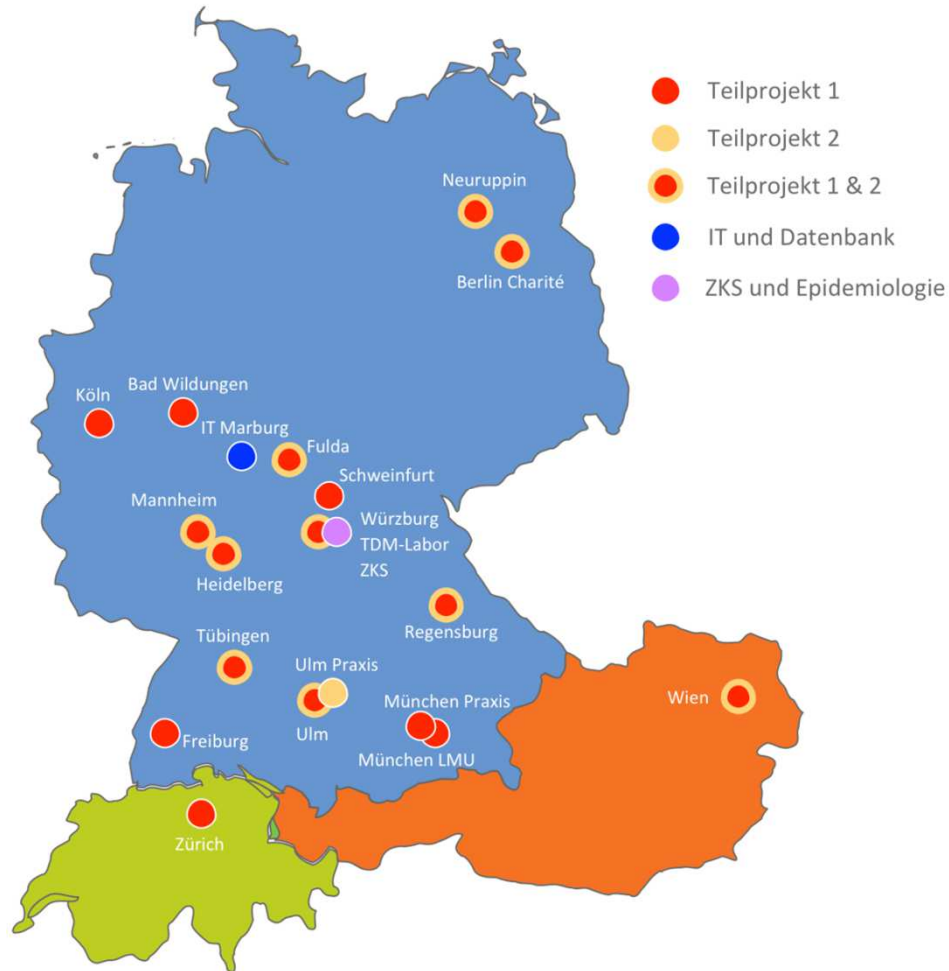 Teilprojekt 1
Teilprojekt 2
Teilprojekt 1 & 2
IT und Datenbank
ZKS und Epidemiologie
Neuruppin
Berlin Charité
Bad Wildungen
Köln
IT Marburg
Fulda
Schweinfurt
Mannheim
Würzburg
TDM-Labor
ZKS
Heidelberg
Regensburg
Tübingen
Ulm Praxis
München Praxis
Wien
Ulm
Freiburg
München LMU
Zürich